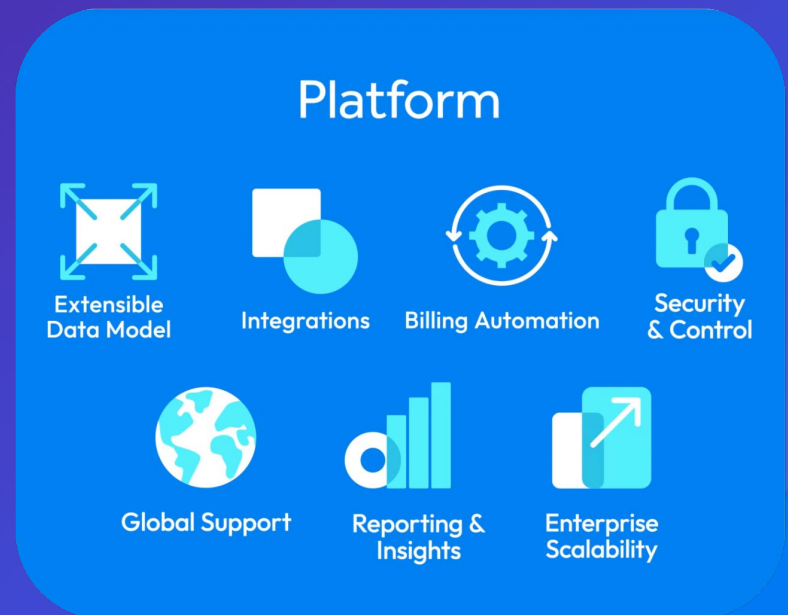 Platform
Extensible
Data Model
Integrations
Billing Automation
Security
& Control
Global Support
Reporting &
Insights
Enterprise
Scalability